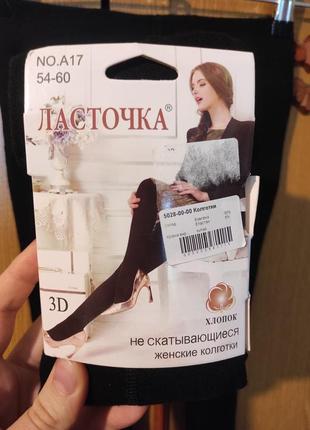 NO.A17
54-60
ЛАСТОЧКА®
5028-00-00 Колготки
3D
ХЛОПОК
не скатывающиеся
женские колготки